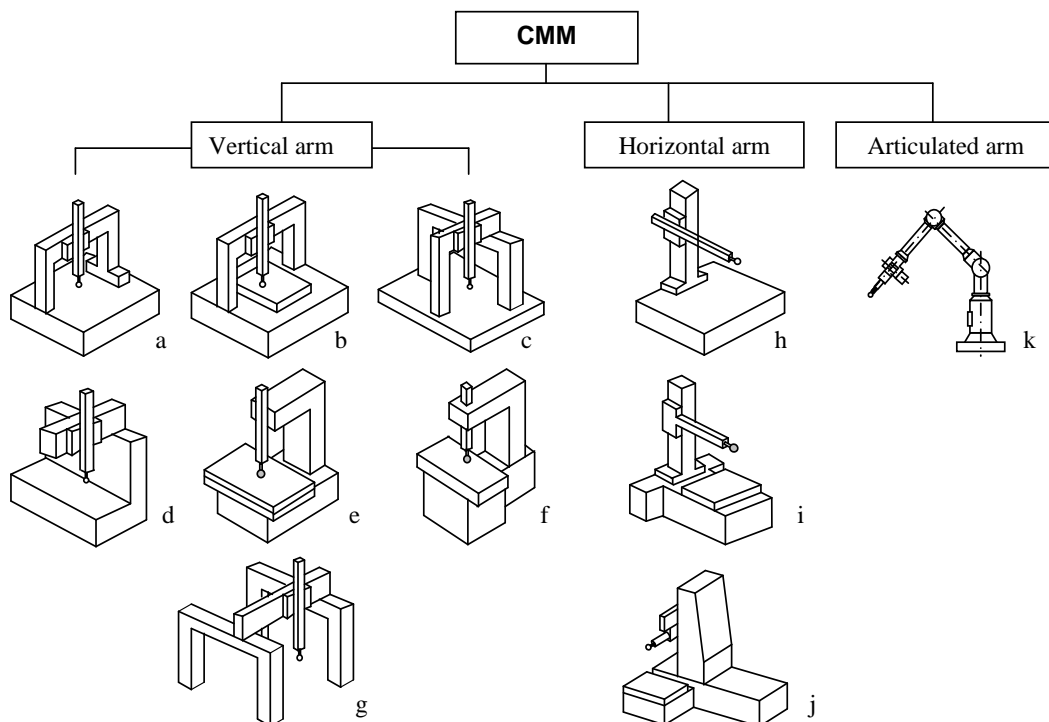 CMM
Vertical arm
Horizontal arm
Articulated arm
a
b
c
h
k
d
e
f
i
g
j